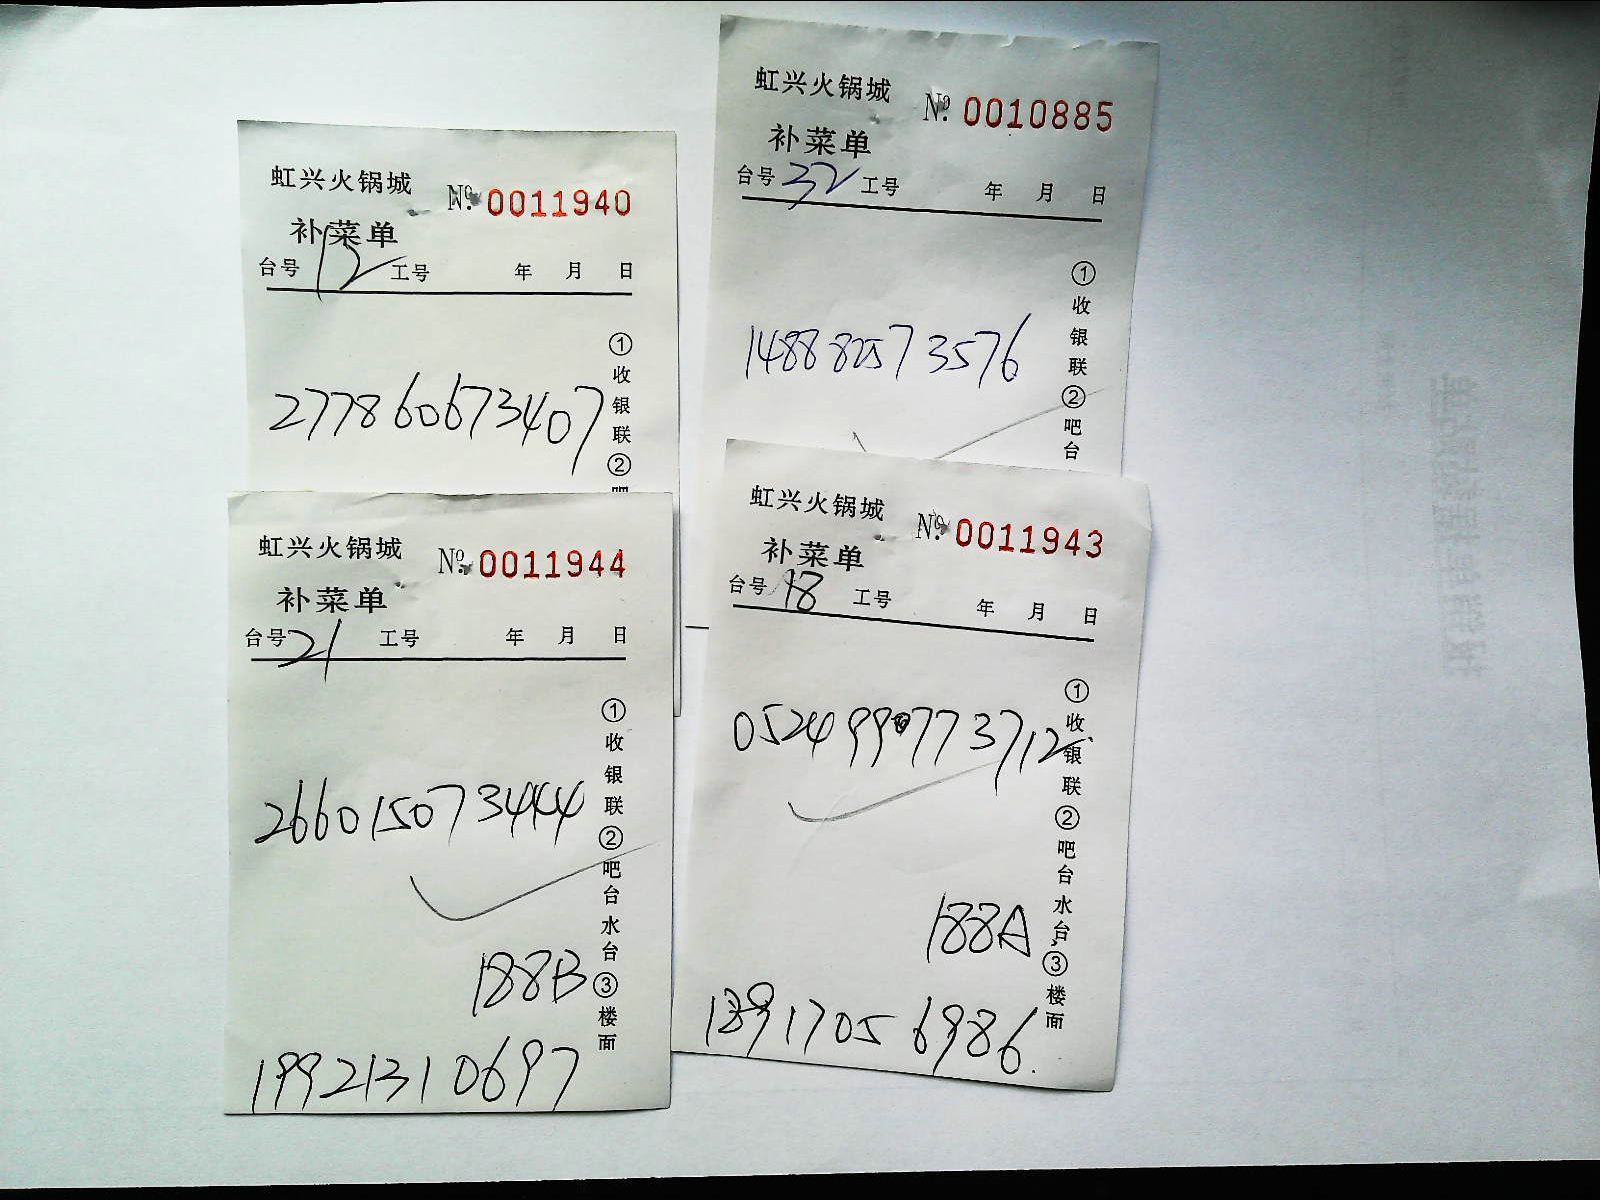 虹兴火锅城 №. 0011940
补菜单
台号 12 工号 年 月 日
277860673407
①收银联②吧
虹兴火锅城 №. 0010885
补菜单
台号 32 工号 年 月 日
148882573576
①收银联②吧台
虹兴火锅城 №. 0011944
补菜单
台号 21 工号 年 月 日
266015073444
188B
19921310697
①收银联②吧台水台③楼面
虹兴火锅城 №. 0011943
补菜单
台号 18 工号 年 月 日
052499773712
188A
13917056986.
①收银联②吧台水台③楼面